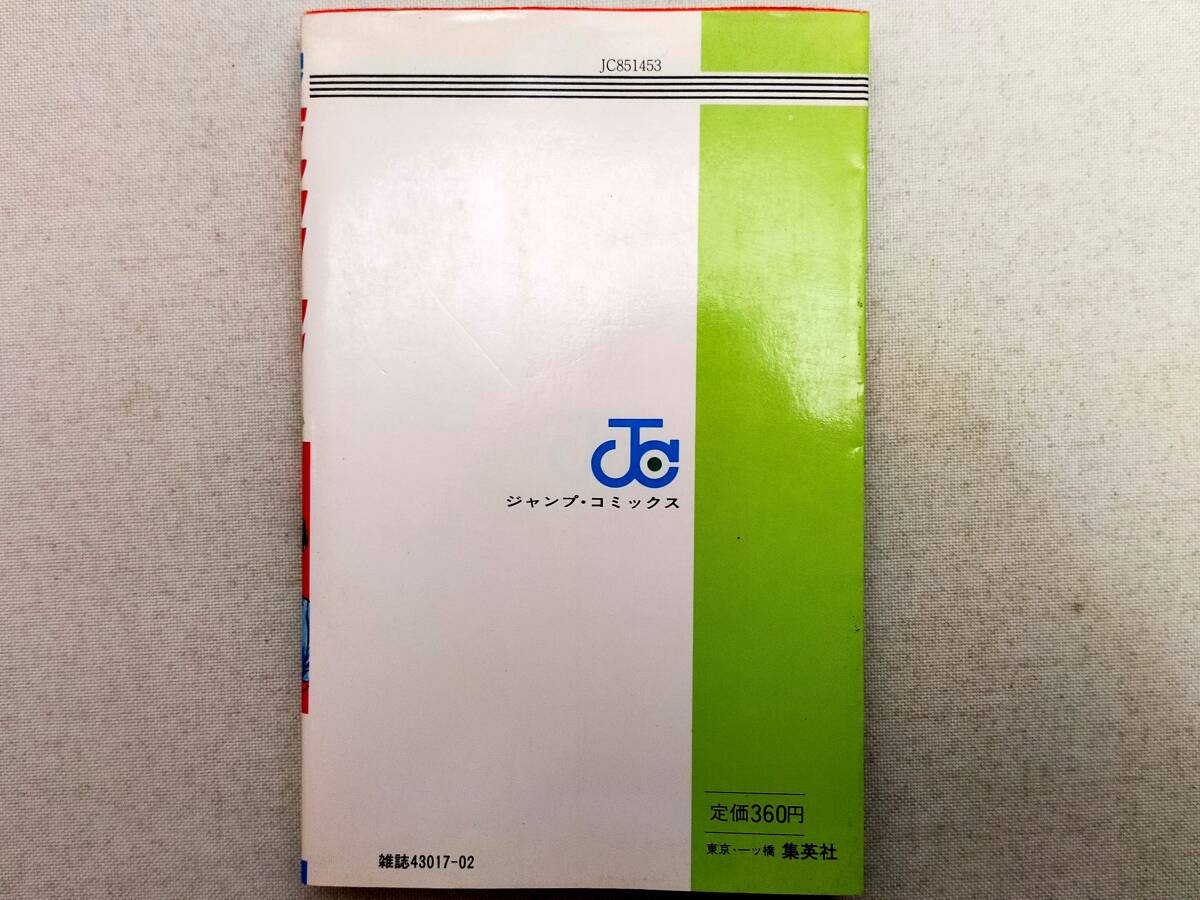 JC851453
JC
ジャンプ・コミックス
定価360円
東京・一ツ橋 集英社
雑誌43017-02